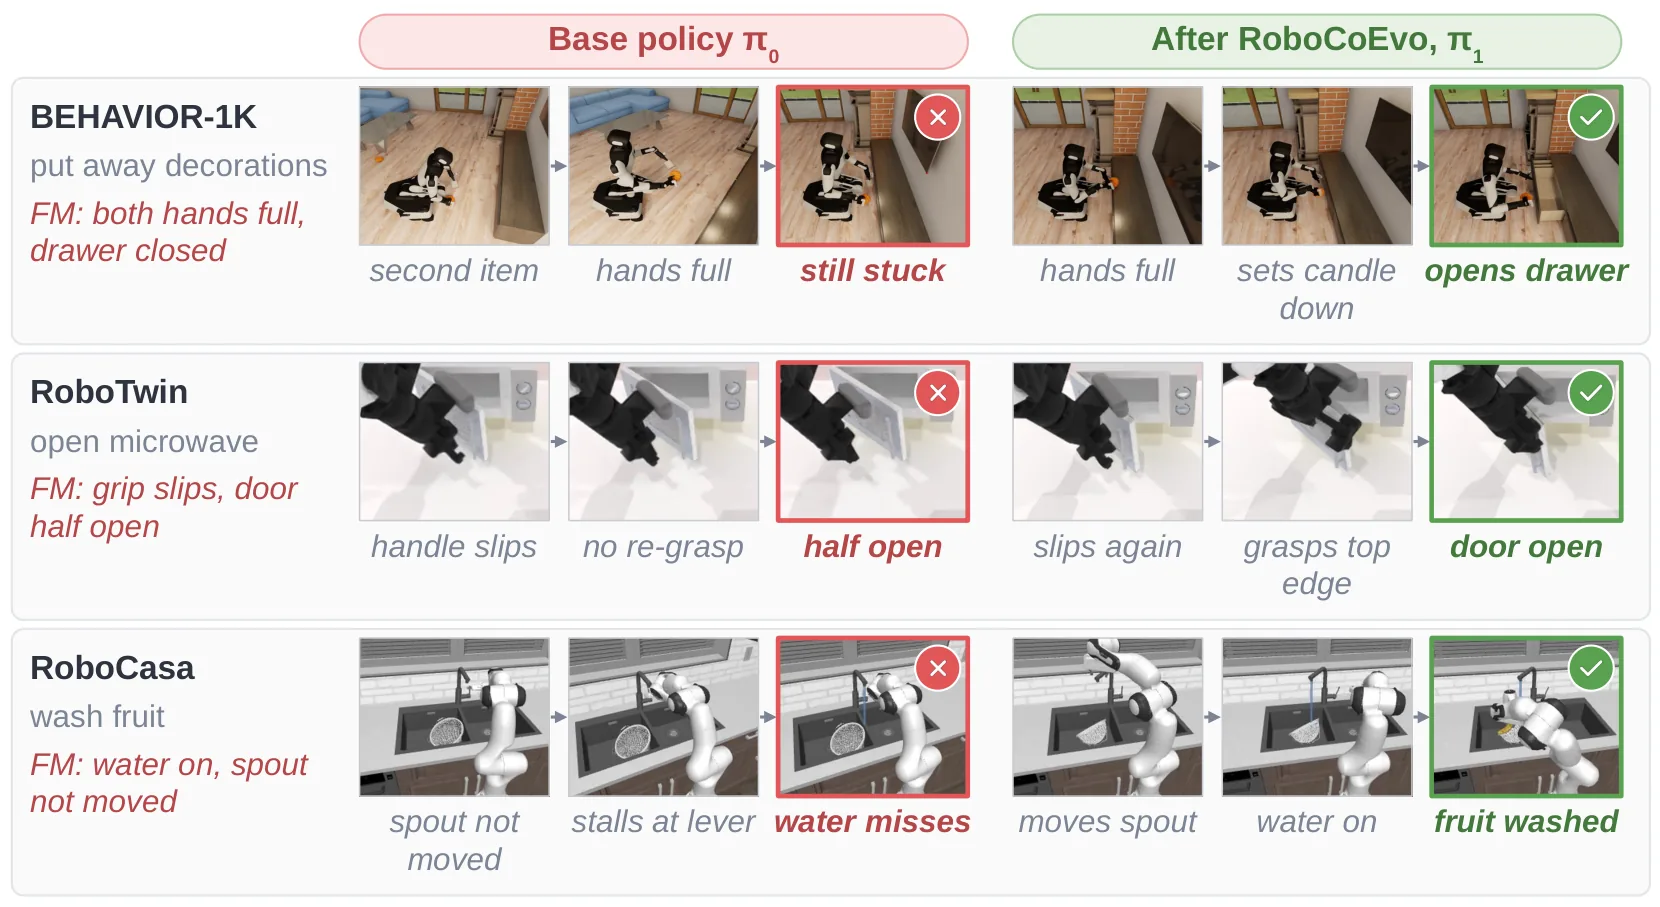 Base policy π0
After RoboCoEvo, π1
BEHAVIOR-1K
put away decorations
FM: both hands full,
drawer closed
second item
hands full
still stuck
hands full
sets candle
down
opens drawer
RoboTwin
open microwave
FM: grip slips, door
half open
handle slips
no re-grasp
half open
slips again
grasps top
edge
door open
RoboCasa
wash fruit
FM: water on, spout
not moved
spout not
moved
stalls at lever
water misses
moves spout
water on
fruit washed